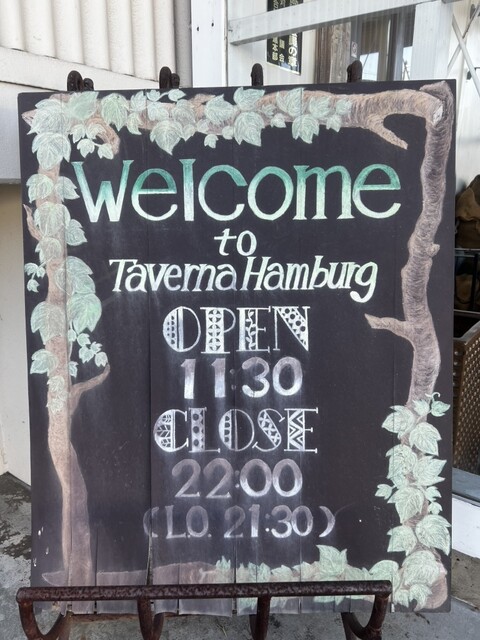 Welcome
to
Taverna Hamburg
OPEN
11:30
CLOSE
22:00
(L.O. 21:30)